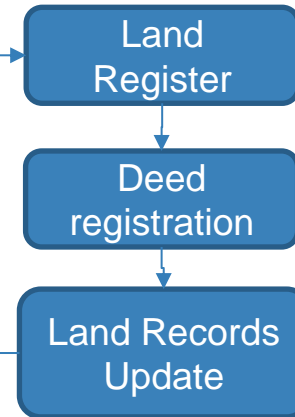 Land
Register
Deed
registration
Land Records
Update